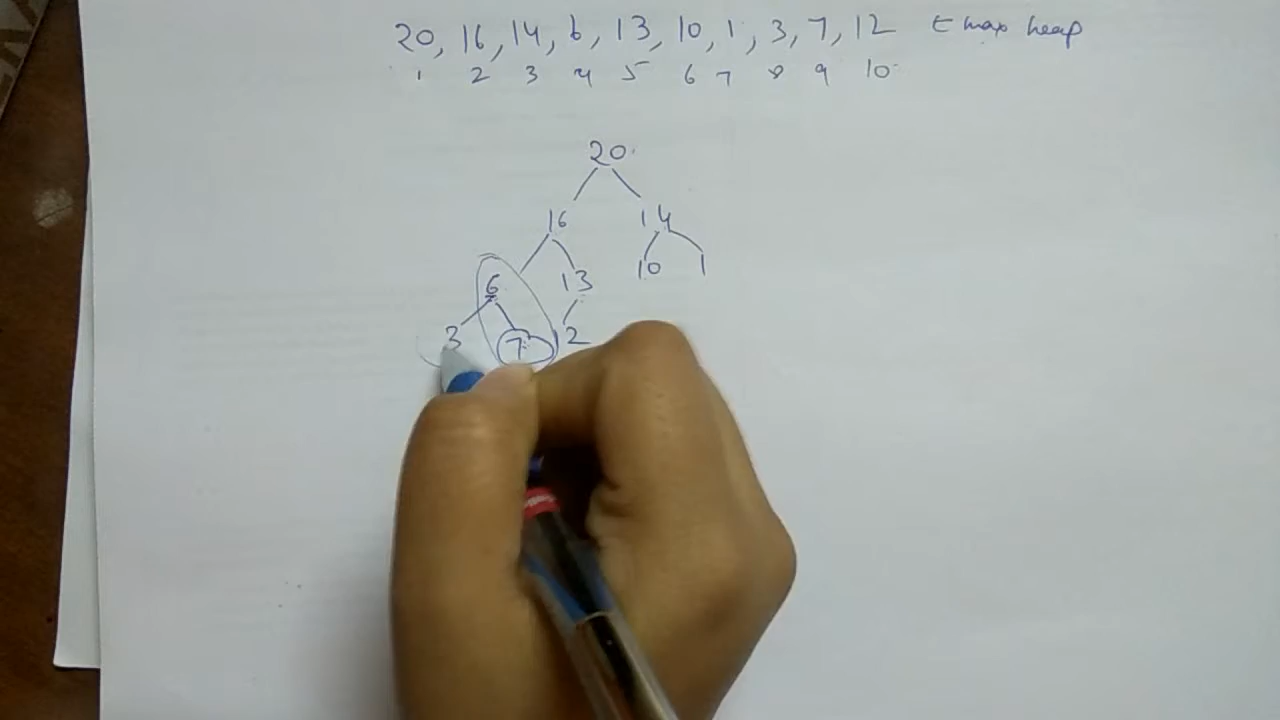 20, 16, 14, 6, 13, 10, 1, 3, 7, 12 ← max heap
1 2 3 4 5 6 7 8 9 10
20
16 14
6 13 10 1
3 7 2